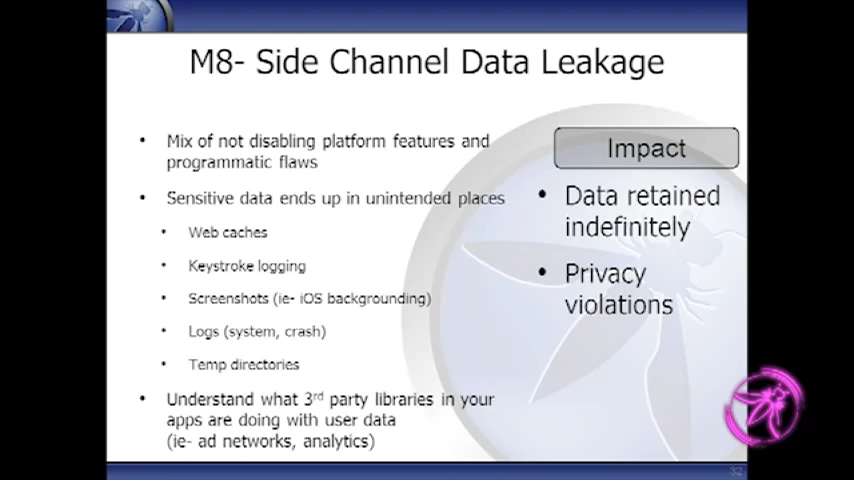 M8- Side Channel Data Leakage
• Mix of not disabling platform features and
programmatic flaws
• Sensitive data ends up in unintended places
• Web caches
• Keystroke logging
• Screenshots (ie- iOS backgrounding)
• Logs (system, crash)
• Temp directories
• Understand what 3rd party libraries in your
apps are doing with user data
(ie- ad networks, analytics)
Impact
• Data retained
indefinitely
• Privacy
violations
32